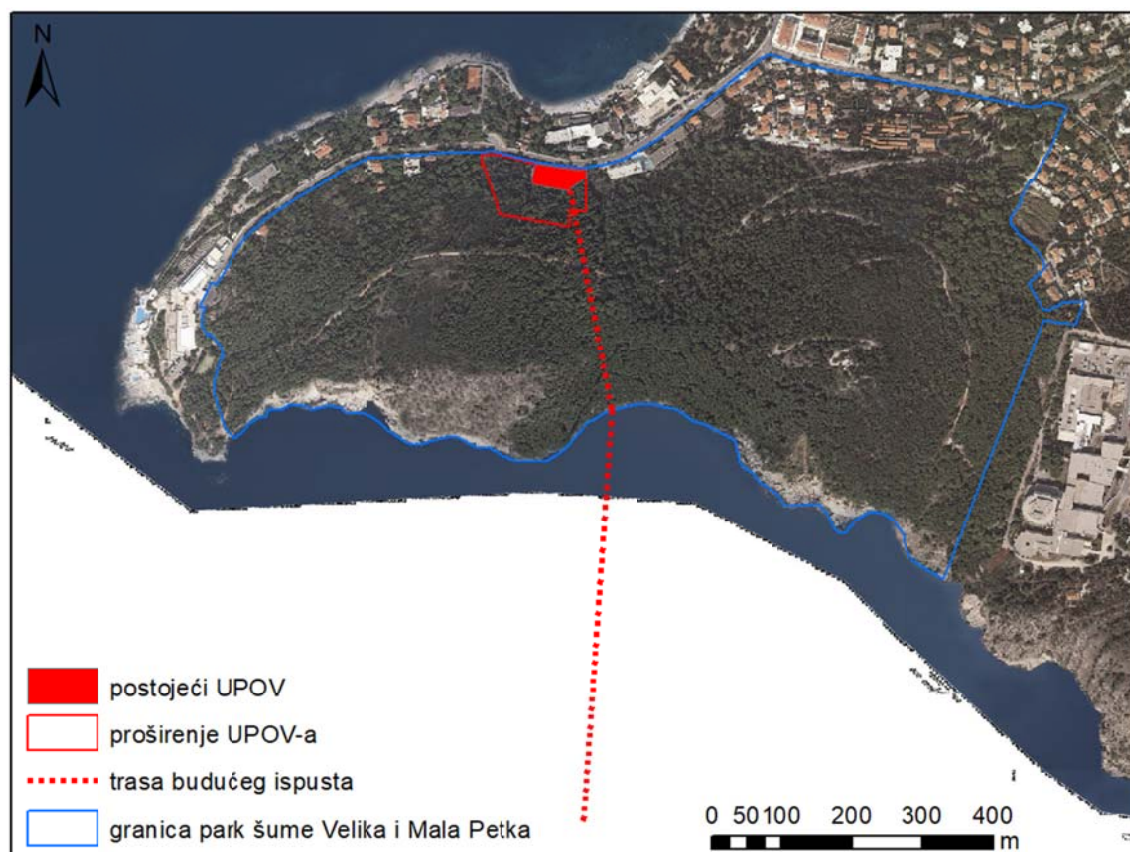 N
postojeći UPOV
proširenje UPOV-a
trasa budućeg ispusta
granica park šume Velika i Mala Petka
0 50 100 200 300 400
m